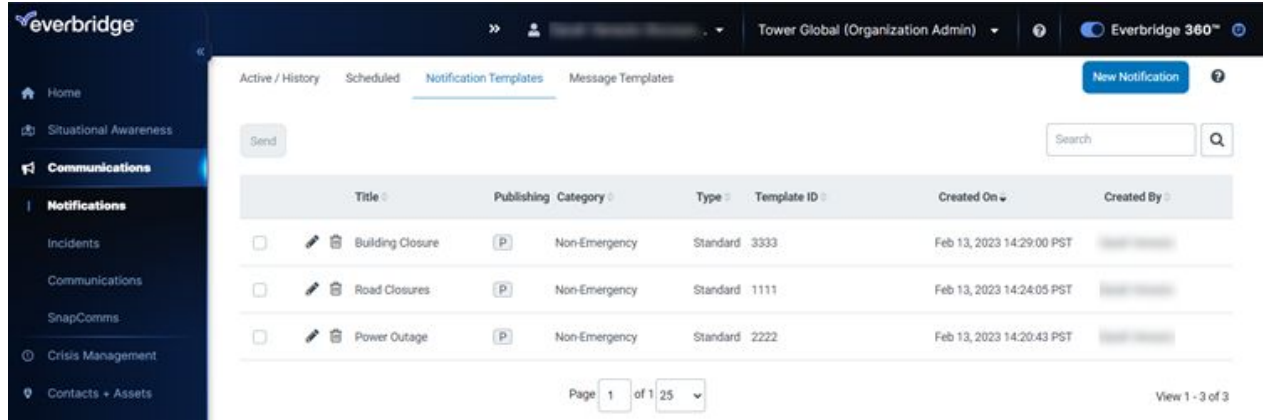 everbridge
» . Tower Global (Organization Admin) Everbridge 360™
«
Active / History Scheduled Notification Templates Message Templates New Notification
Home
Situational Awareness
Communications
Notifications
Incidents
Communications
SnapComms
Crisis Management
Contacts + Assets
Send Search
Title Publishing Category Type Template ID Created On Created By
Building Closure P Non-Emergency Standard 3333 Feb 13, 2023 14:29:00 PST
Road Closures P Non-Emergency Standard 1111 Feb 13, 2023 14:24:05 PST
Power Outage P Non-Emergency Standard 2222 Feb 13, 2023 14:20:43 PST
Page 1 of 1 25 View 1 - 3 of 3